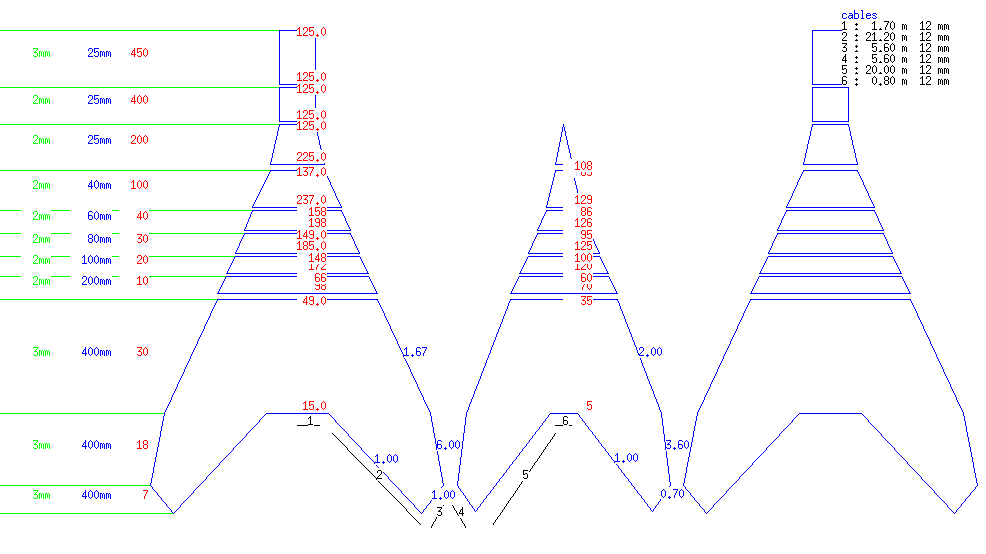 cables
1 : 1.70 m 12 mm
2 : 21.20 m 12 mm
3 : 5.60 m 12 mm
4 : 5.60 m 12 mm
5 : 20.00 m 12 mm
6 : 0.80 m 12 mm
125.0
3mm 25mm 450
125.0
125.0
2mm 25mm 400
125.0
125.0
2mm 25mm 200
225.0
108
137.0
2mm 40mm 100
237.0 129
158 86
2mm 60mm 40
198 126
149.0 95
2mm 80mm 30
185.0 125
148 100
2mm 100mm 20
172 120
66 60
2mm 200mm 10
98 70
49.0 35
3mm 400mm 30 1.67 2.00
15.0 5
1 6
3mm 400mm 18 6.00 3.60
1.00 1.00
2 5
3mm 400mm 7 1.00 0.70
3 4